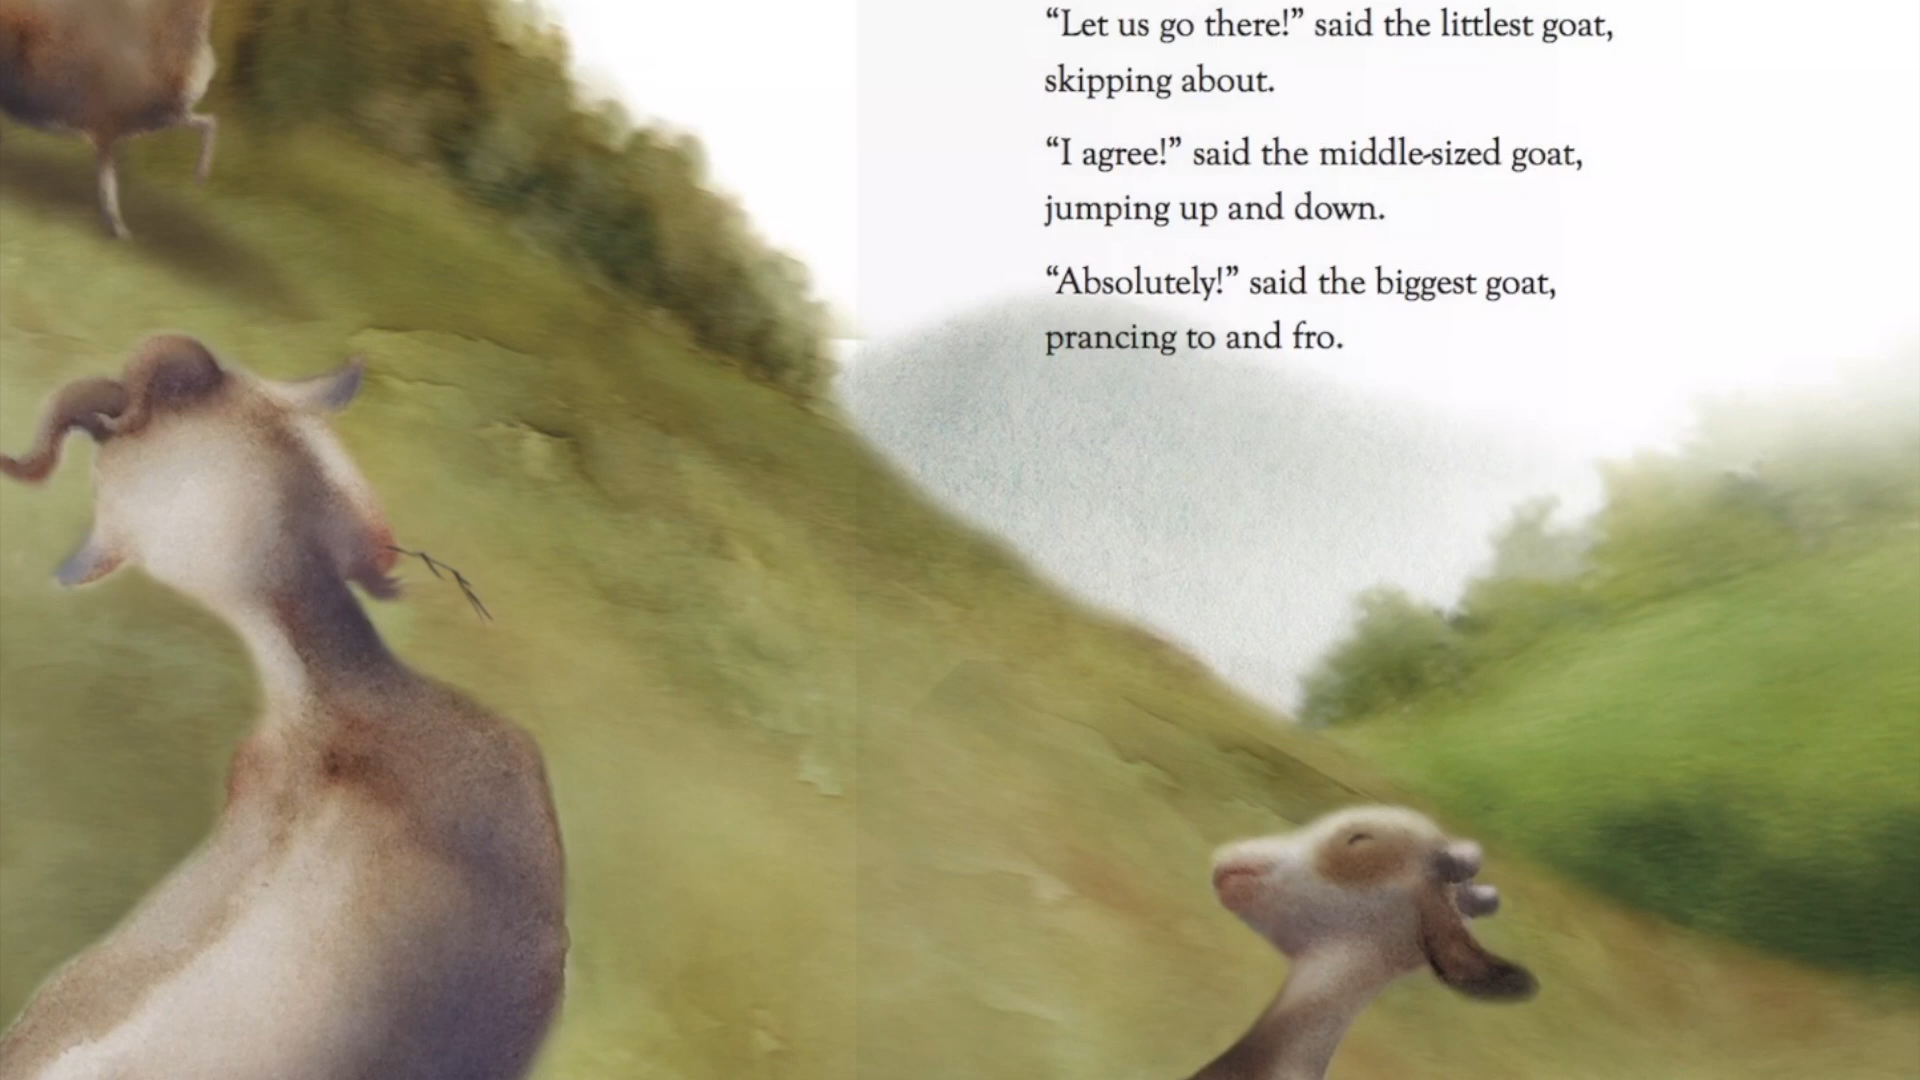 “Let us go there!” said the littlest goat,
skipping about.
“I agree!” said the middle-sized goat,
jumping up and down.
“Absolutely!” said the biggest goat,
prancing to and fro.